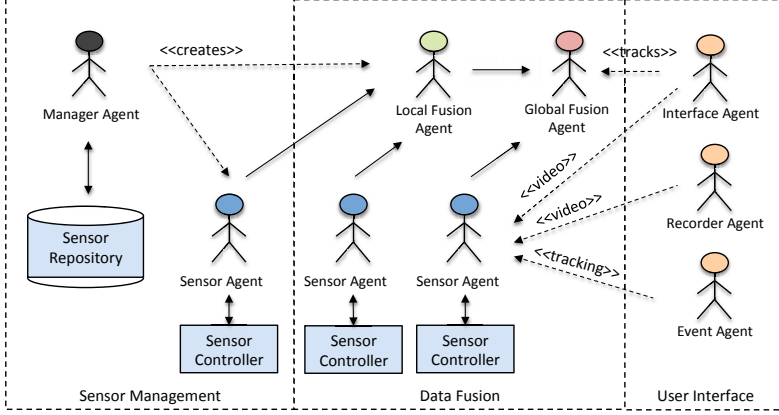 <<creates>>
<<tracks>>
Manager Agent
Local Fusion
Agent
Global Fusion
Agent
Interface Agent
<<video>>
<<video>>
Recorder Agent
Sensor
Repository
<<tracking>>
Sensor Agent
Sensor Agent
Sensor Agent
Event Agent
Sensor
Controller
Sensor
Controller
Sensor
Controller
Sensor Management
Data Fusion
User Interface